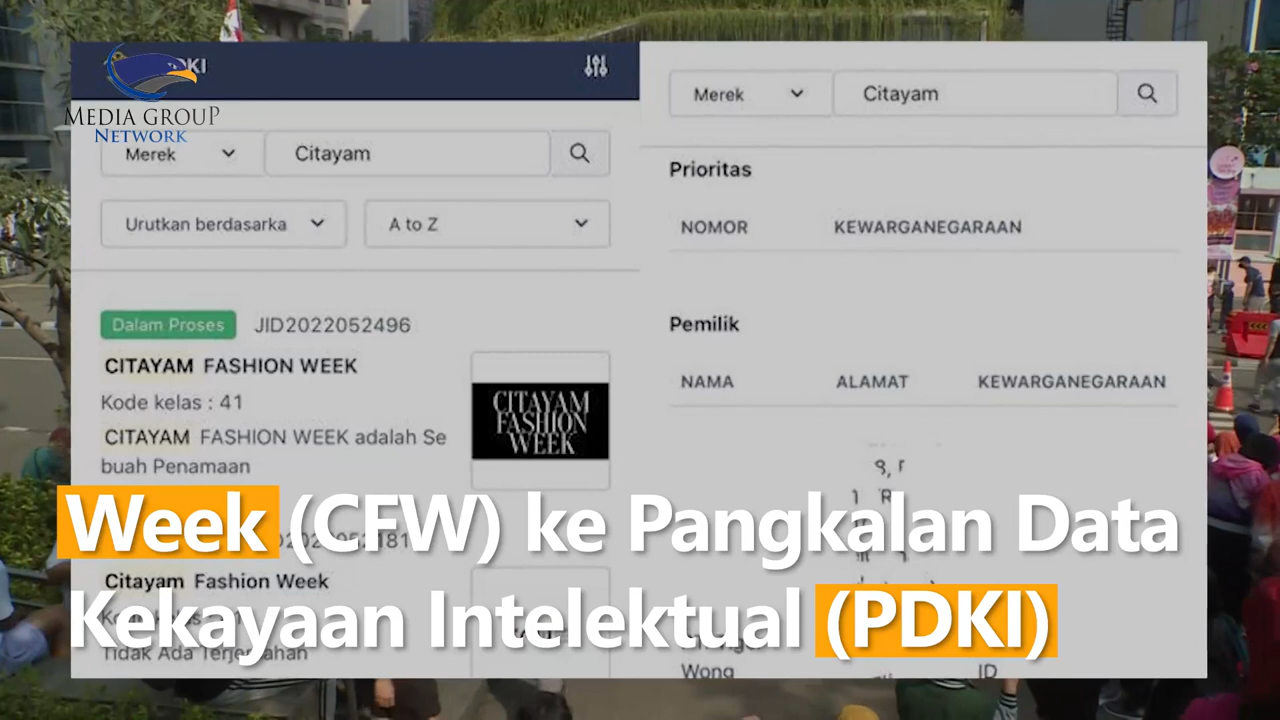 MEDIA GROUP
NETWORK
Merek
Citayam
Urutkan berdasarka
A to Z
Dalam Proses
JID2022052496
CITAYAM FASHION WEEK
Kode kelas : 41
CITAYAM FASHION WEEK adalah Se
buah Penamaan
CITAYAM
FASHION
WEEK
Citayam Fashion Week
Tidak Ada Terjemahan
Merek
Citayam
Prioritas
NOMOR
KEWARGANEGARAAN
Pemilik
NAMA
ALAMAT
KEWARGANEGARAAN
Wong
ID
Week (CFW) ke Pangkalan Data
Kekayaan Intelektual (PDKI)